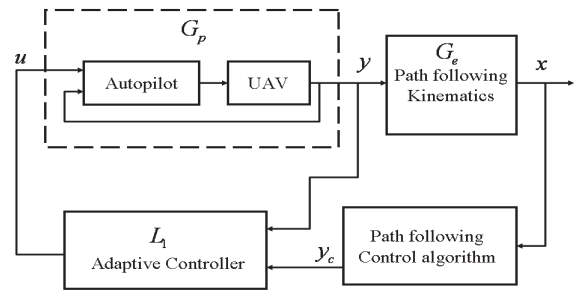 G_p
u
Autopilot
UAV
y
G_e
Path following
Kinematics
x
L_1
Adaptive Controller
y_c
Path following
Control algorithm